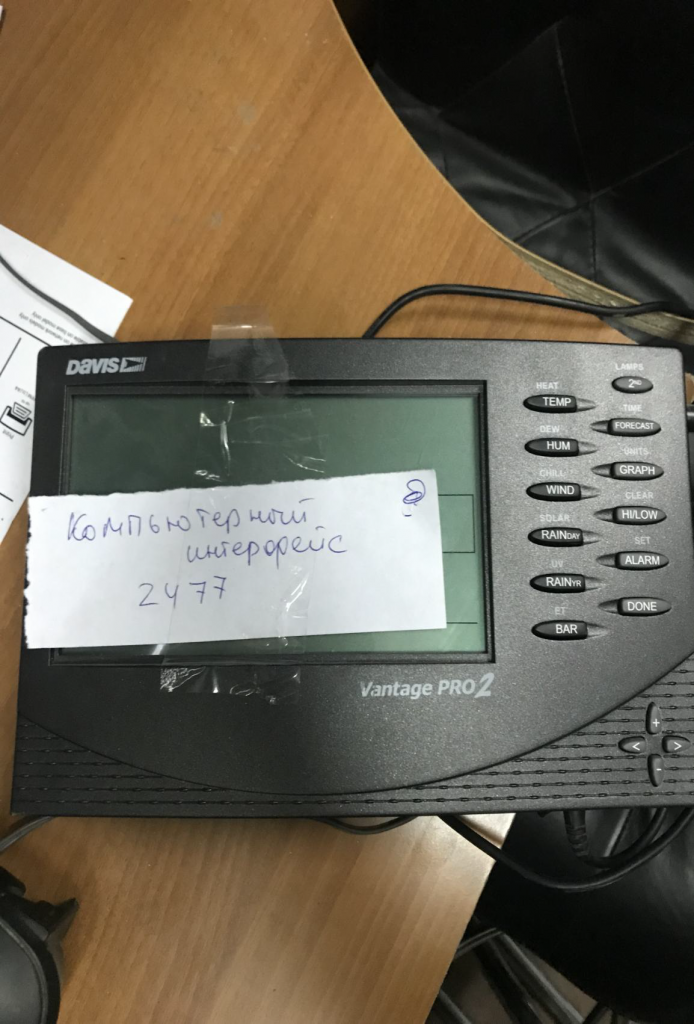 DAVIS
Компьютерный
интерфейс
2477
Vantage PRO2
LAMPS
2ND
HEAT
TEMP
TIME
FORECAST
DEW
HUM
UNITS
GRAPH
CHILL
WIND
CLEAR
HI/LOW
SOLAR
RAINDAY
SET
ALARM
UV
RAINYR
DONE
ET
BAR
+
< >
-